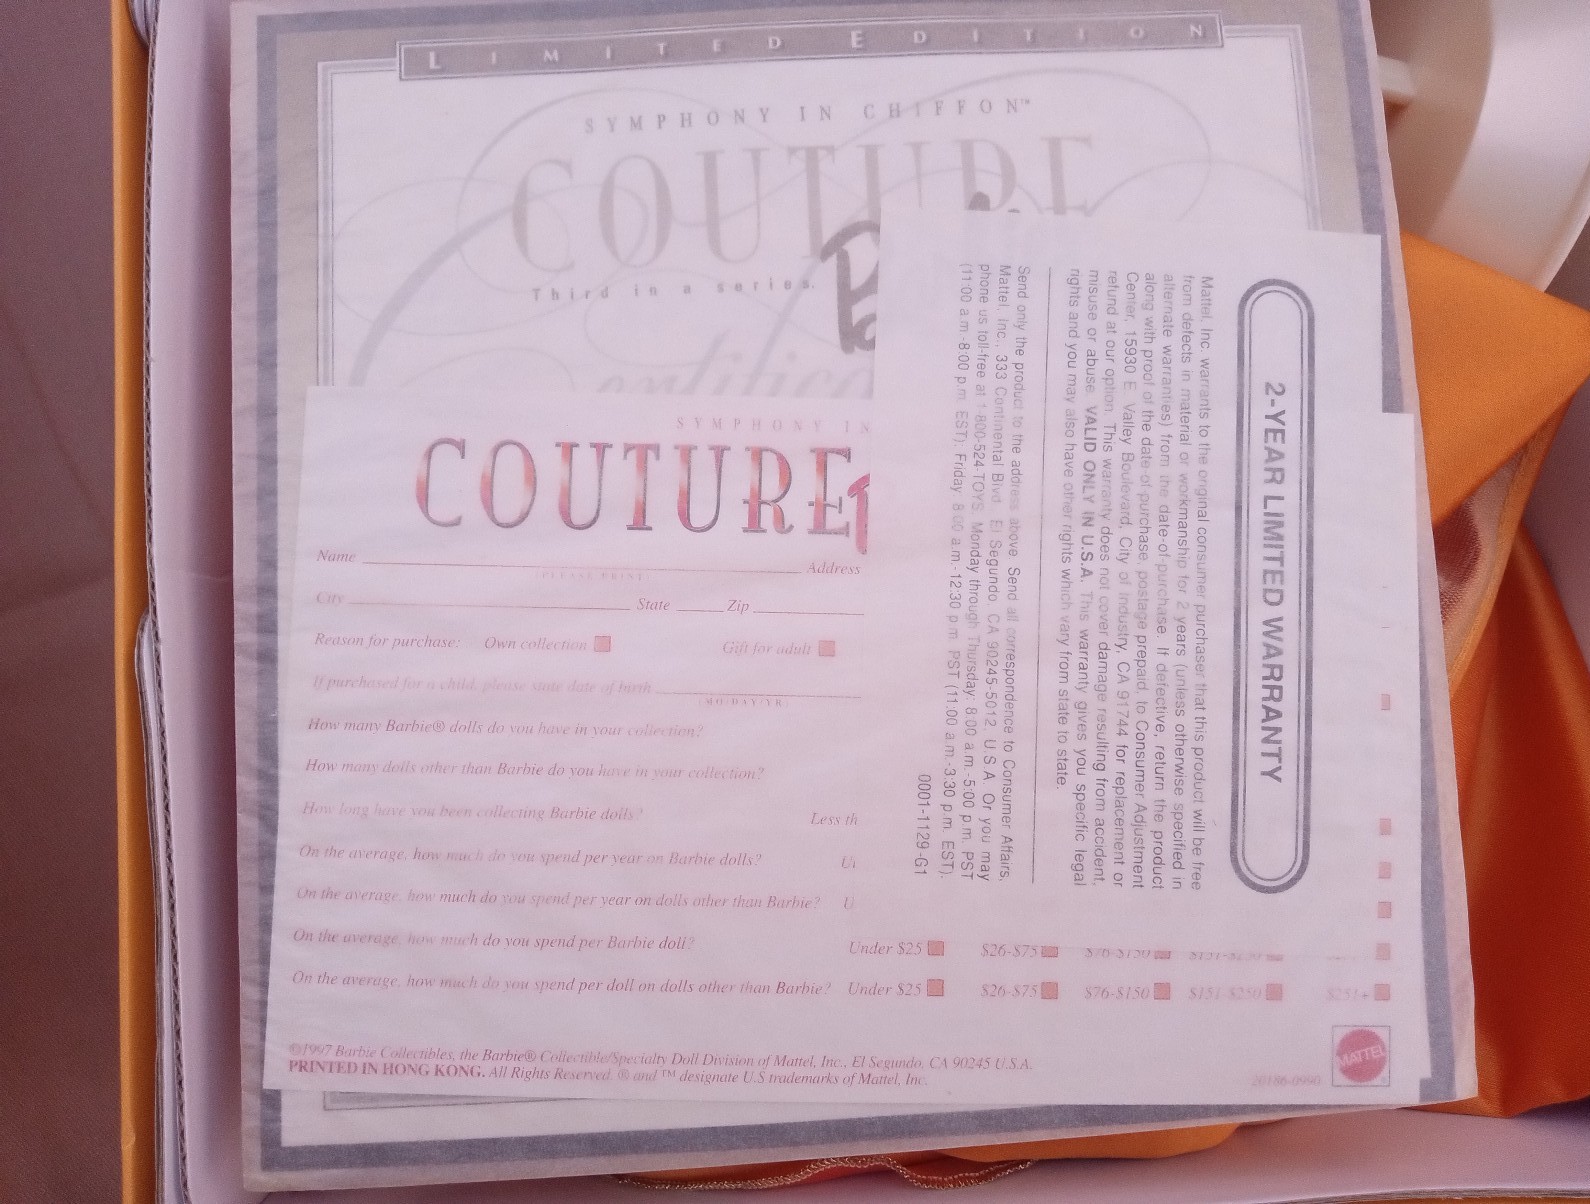 LIMITED EDITION
SYMPHONY IN CHIFFON™
COUTURE
Third in a series.
SYMPHONY IN
COUTURE
Name Address
(PLEASE PRINT)
City State Zip
Reason for purchase: Own collection Gift for adult
If purchased for a child, please state date of birth
(MO/DAY/YR)
How many Barbie® dolls do you have in your collection?
How many dolls other than Barbie do you have in your collection?
How long have you been collecting Barbie dolls? Less th
On the average, how much do you spend per year on Barbie dolls?
On the average, how much do you spend per year on dolls other than Barbie? U
On the average, how much do you spend per Barbie doll? Under $25 $26-$75 $76-$150 $151-$250
On the average, how much do you spend per doll on dolls other than Barbie? Under $25 $26-$75 $76-$150 $151-$250 $251+
©1997 Barbie Collectibles, the Barbie® Collectible/Specialty Doll Division of Mattel, Inc., El Segundo, CA 90245 U.S.A.
PRINTED IN HONG KONG. All Rights Reserved. ® and ™ designate U.S trademarks of Mattel, Inc.
20186-0990
MATTEL
2-YEAR LIMITED WARRANTY
Mattel, Inc. warrants to the original consumer purchaser that this product will be free
from defects in material or workmanship for 2 years (unless otherwise specified in
alternate warranties) from the date-of-purchase. If defective, return the product
along with proof of the date of purchase, postage prepaid, to Consumer Adjustment
Center, 15930 E. Valley Boulevard, City of Industry, CA 91744 for replacement or
refund at our option. This warranty does not cover damage resulting from accident,
misuse or abuse. VALID ONLY IN U.S.A. This warranty gives you specific legal
rights and you may also have other rights which vary from state to state.
Send only the product to the address above. Send all correspondence to Consumer Affairs,
Mattel, Inc., 333 Continental Blvd., El Segundo, CA 90245-5012, U.S.A. Or you may
phone us toll-free at 1-800-524-TOYS, Monday through Thursday, 8:00 a.m.-5:00 p.m. PST
(11:00 a.m.-8:00 p.m. EST); Friday 8:00 a.m.-12:30 p.m. PST (11:00 a.m.-3:30 p.m. EST).
0001-1129-G1